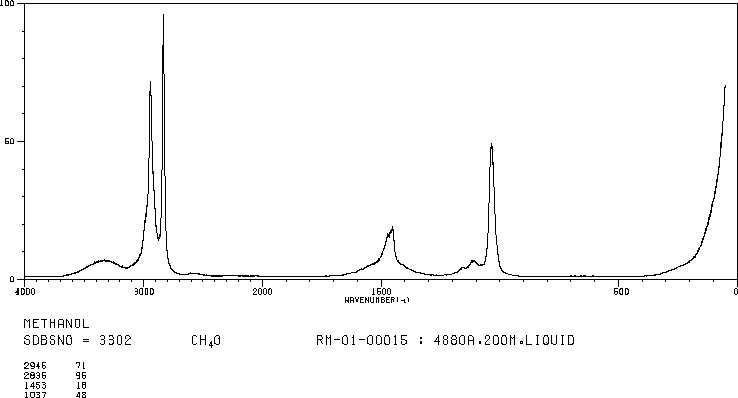 100
50
0
4000 3000 2000 1500 500 0
WAVENUMBER(-1)
METHANOL
SDBSNO = 3302 CH4O RM-01-00015 : 4880A,200M,LIQUID
2945 71
2835 95
1453 18
1037 48